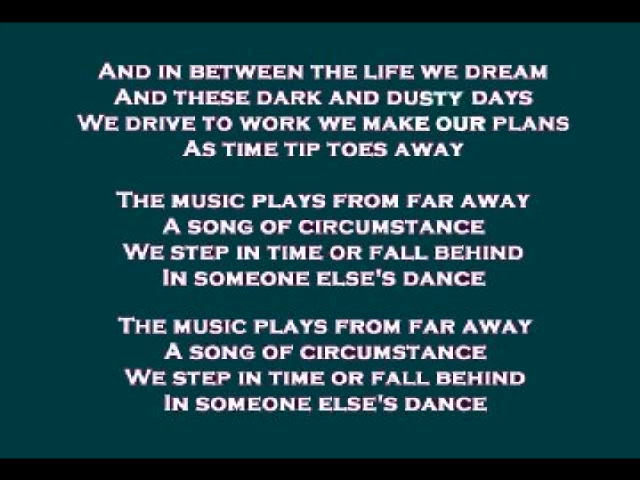 And in between the life we dream
And these dark and dusty days
We drive to work we make our plans
As time tip toes away
The music plays from far away
A song of circumstance
We step in time or fall behind
In someone else's dance
The music plays from far away
A song of circumstance
We step in time or fall behind
In someone else's dance